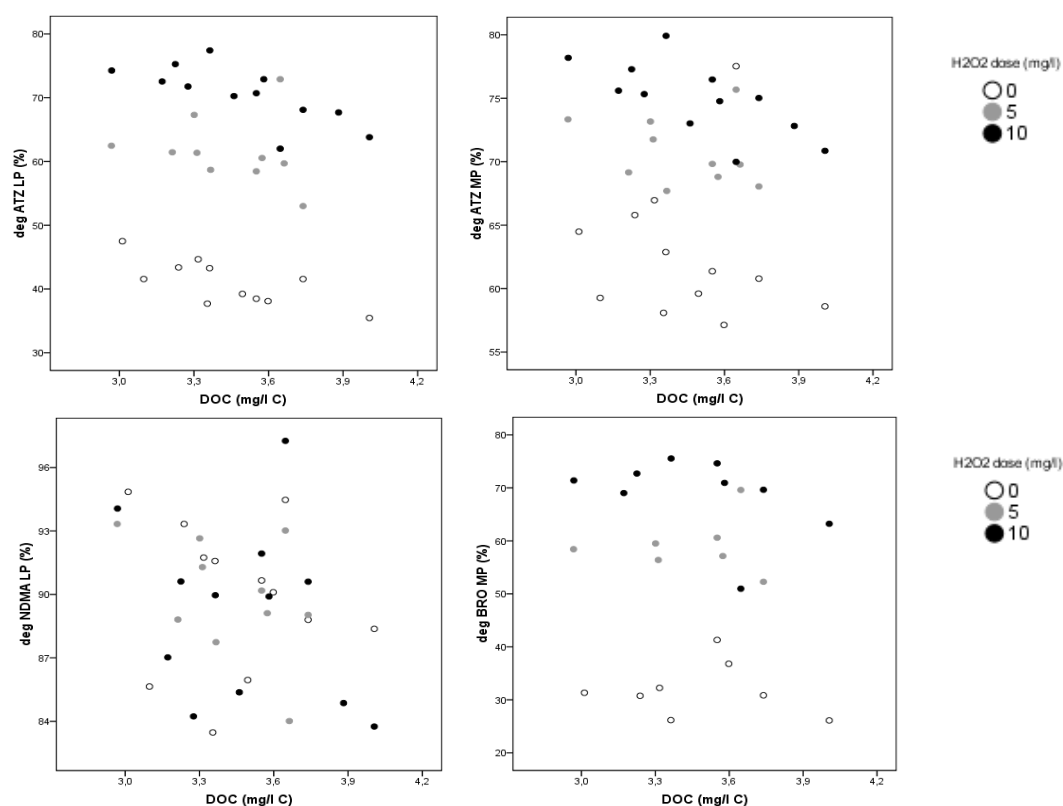 80
70
60
50
40
30
deg ATZ LP (%)
3,0 3,3 3,6 3,9 4,2
DOC (mg/l C)
80
75
70
65
60
55
deg ATZ MP (%)
3,0 3,3 3,6 3,9 4,2
DOC (mg/l C)
H2O2 dose (mg/l)
0
5
10
96
93
90
87
84
deg NDMA LP (%)
3,0 3,3 3,6 3,9 4,2
DOC (mg/l C)
80
70
60
50
40
30
20
deg BRO MP (%)
3,0 3,3 3,6 3,9 4,2
DOC (mg/l C)
H2O2 dose (mg/l)
0
5
10